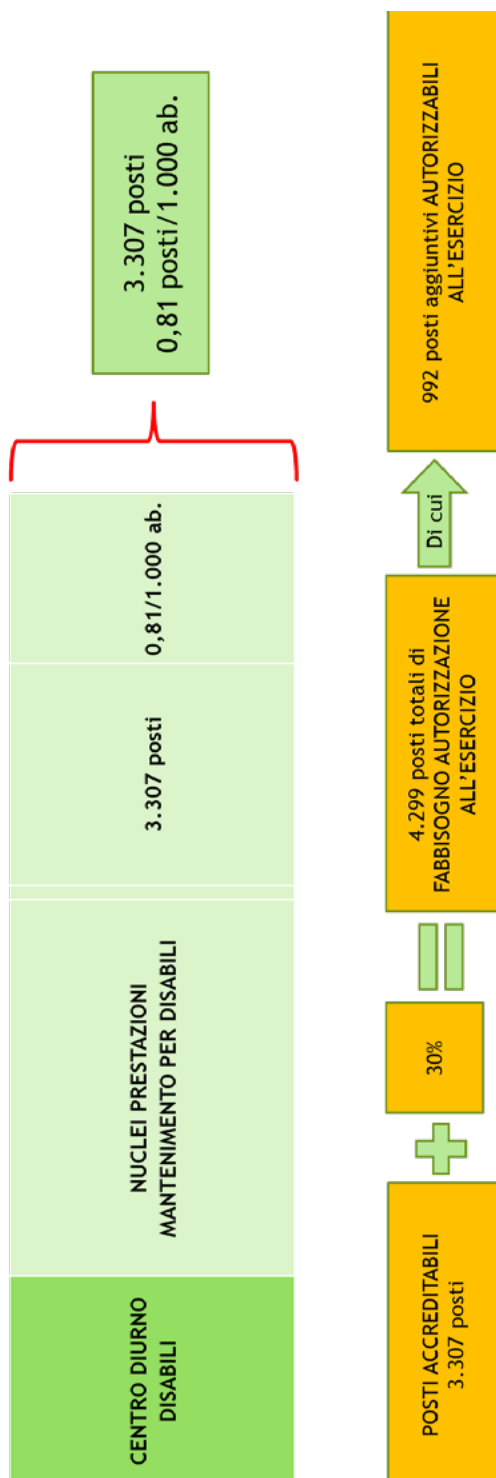 CENTRO DIURNO
DISABILI
NUCLEI PRESTAZIONI
MANTENIMENTO PER DISABILI
3.307 posti
0,81/1.000 ab.
3.307 posti
0,81 posti/1.000 ab.
POSTI ACCREDITABILI
3.307 posti
30%
4.299 posti totali di
FABBISOGNO AUTORIZZAZIONE
ALL'ESERCIZIO
Di cui
992 posti aggiuntivi AUTORIZZABILI
ALL'ESERCIZIO